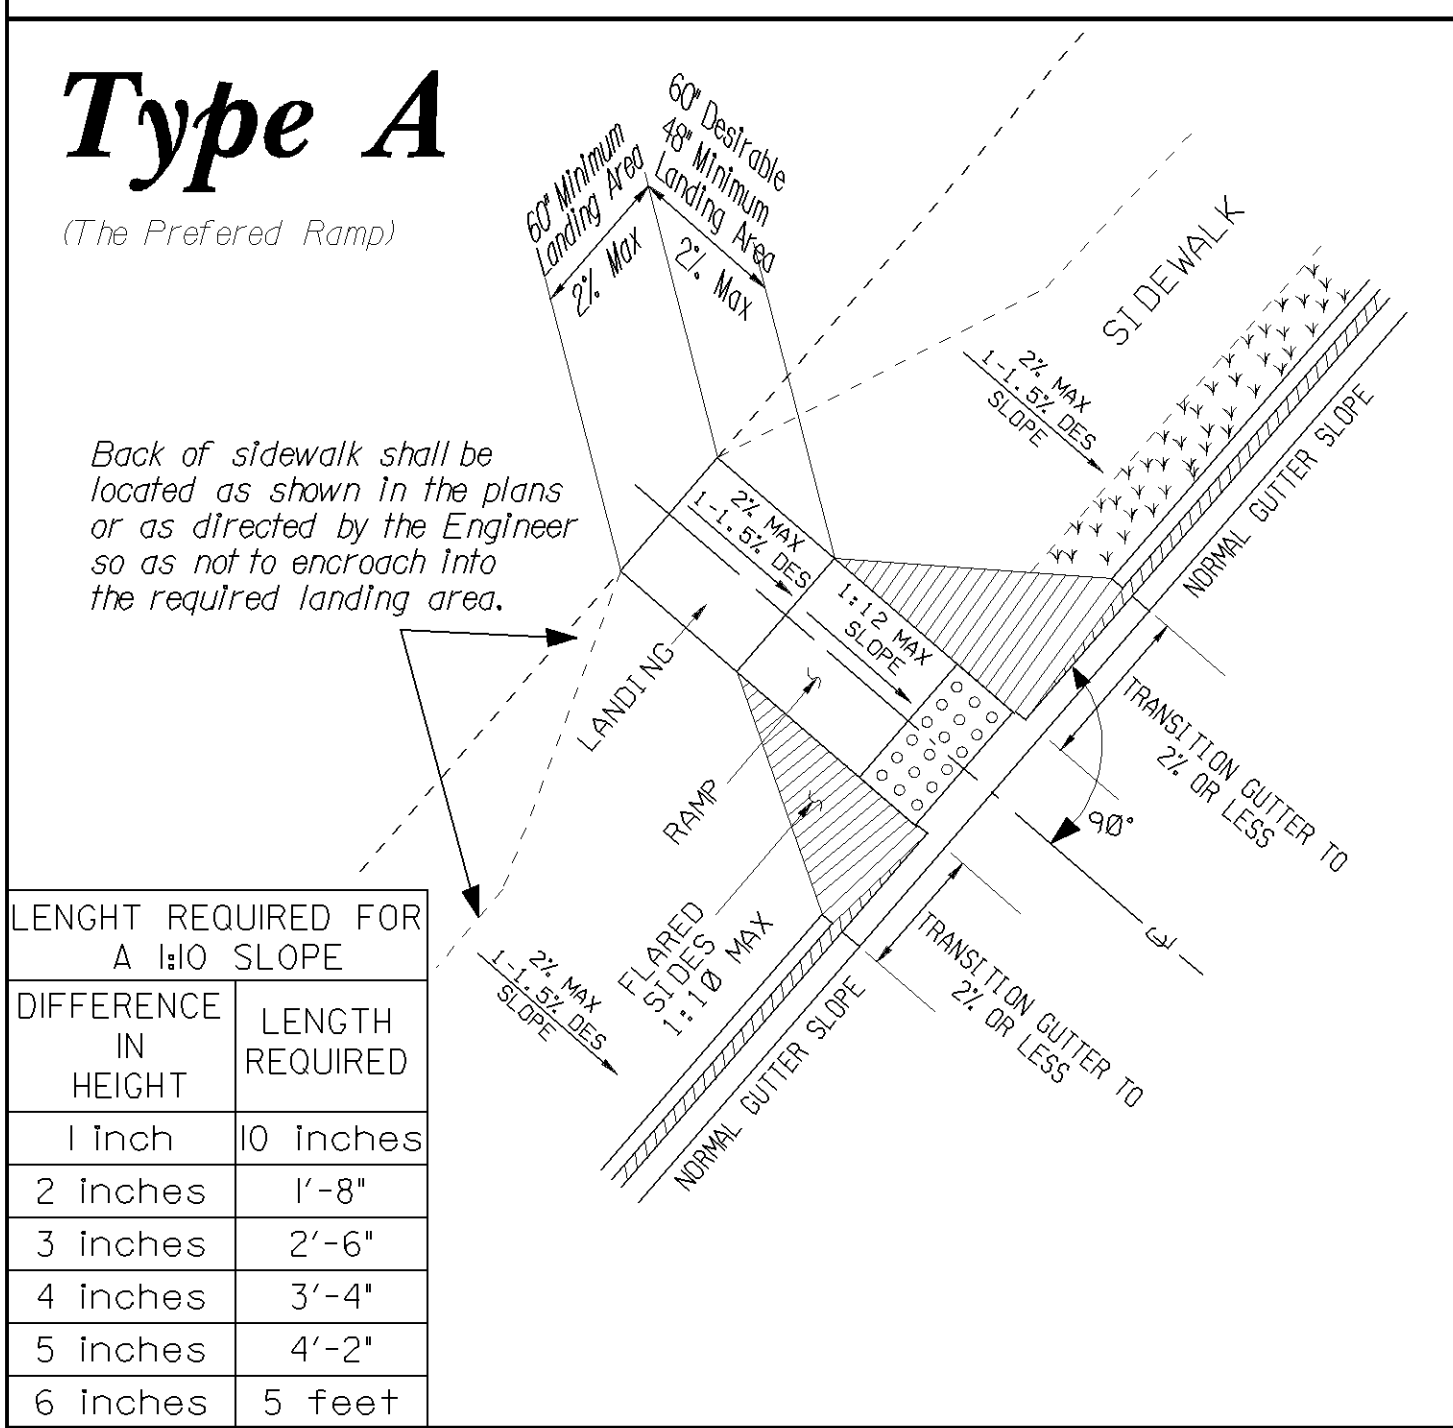 Type A
(The Prefered Ramp)
60" Minimum
Landing Area
2% Max
60" Desirable
48" Minimum
Landing Area
2% Max
SIDEWALK
2% MAX
1-1.5% DES
SLOPE
NORMAL GUTTER SLOPE
Back of sidewalk shall be
located as shown in the plans
or as directed by the Engineer
so as not to encroach into
the required landing area.
2% MAX
1-1.5% DES
1:12 MAX
SLOPE
LANDING
RAMP
FLARED
SIDES
1:10 MAX
TRANSITION GUTTER TO
2% OR LESS
90°
TRANSITION GUTTER TO
2% OR LESS
2% MAX
1-1.5% DES
SLOPE
NORMAL GUTTER SLOPE
LENGHT REQUIRED FOR
A 1:10 SLOPE
DIFFERENCE
IN
HEIGHT
LENGTH
REQUIRED
1 inch 10 inches
2 inches 1'-8"
3 inches 2'-6"
4 inches 3'-4"
5 inches 4'-2"
6 inches 5 feet